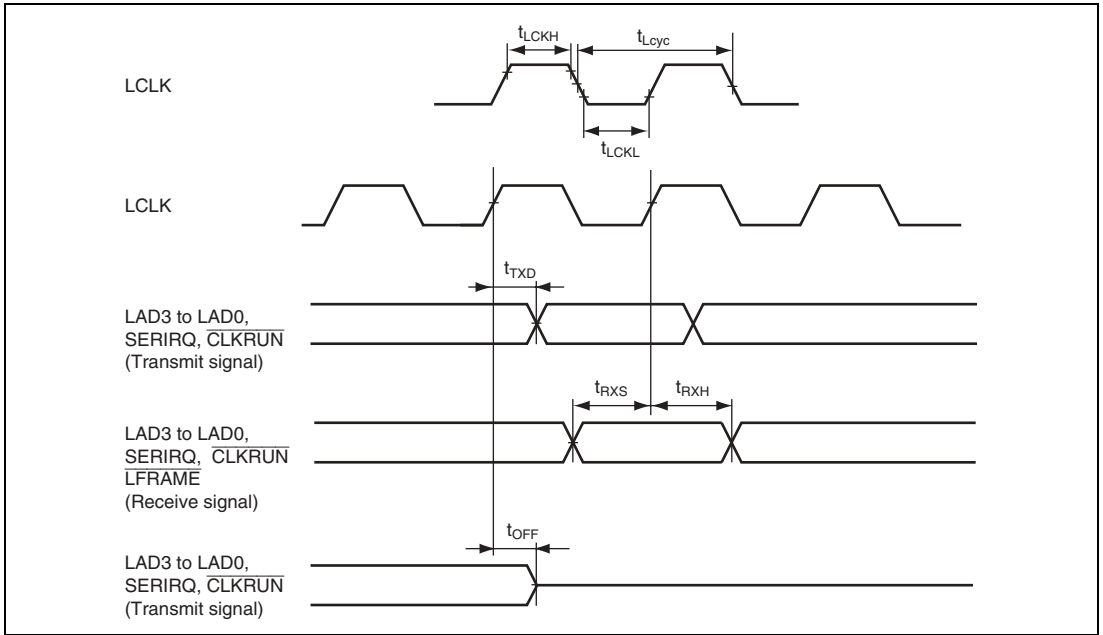 tLCKH
tLcyc
LCLK
tLCKL
LCLK
tTXD
LAD3 to LAD0,
SERIRQ, CLKRUN
(Transmit signal)
tRXS
tRXH
LAD3 to LAD0,
SERIRQ, CLKRUN
LFRAME
(Receive signal)
tOFF
LAD3 to LAD0,
SERIRQ, CLKRUN
(Transmit signal)